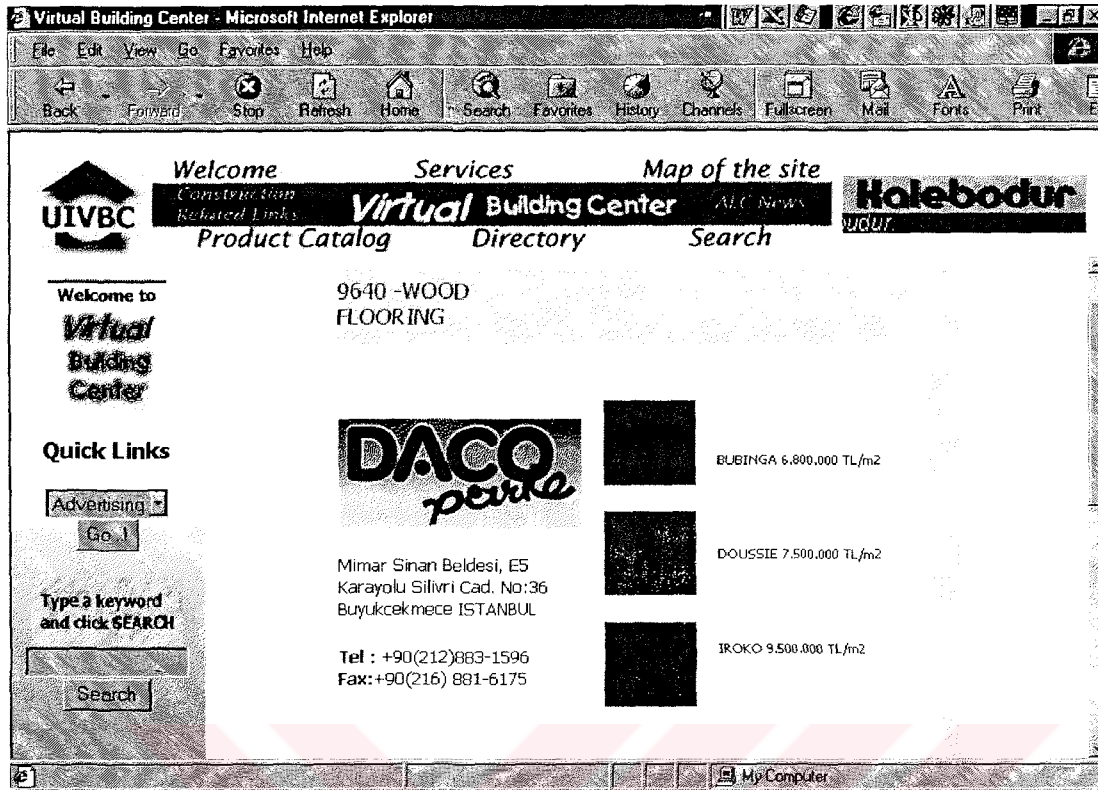 Virtual Building Center - Microsoft Internet Explorer
File Edit View Go Favorites Help
Back Forward Stop Refresh Home Search Favorites History Channels Fullscreen Mail Fonts Print
Welcome Services Map of the site
UIVBC
Construction
Related Links
Virtual Building Center
AEC News
Kalebodur
Product Catalog Directory Search
Welcome to
Virtual
Building
Center
Quick Links
Advertising
Go !
Type a keyword
and click SEARCH
Search
9640 -WOOD
FLOORING
DACO
parke
Mimar Sinan Beldesi, E5
Karayolu Silivri Cad. No:36
Buyukcekmece ISTANBUL
Tel : +90(212)883-1596
Fax:+90(216) 881-6175
BUBINGA 6.800.000 TL/m2
DOUSSIE 7.500.000 TL/m2
IROKO 9.500.000 TL/m2
My Computer